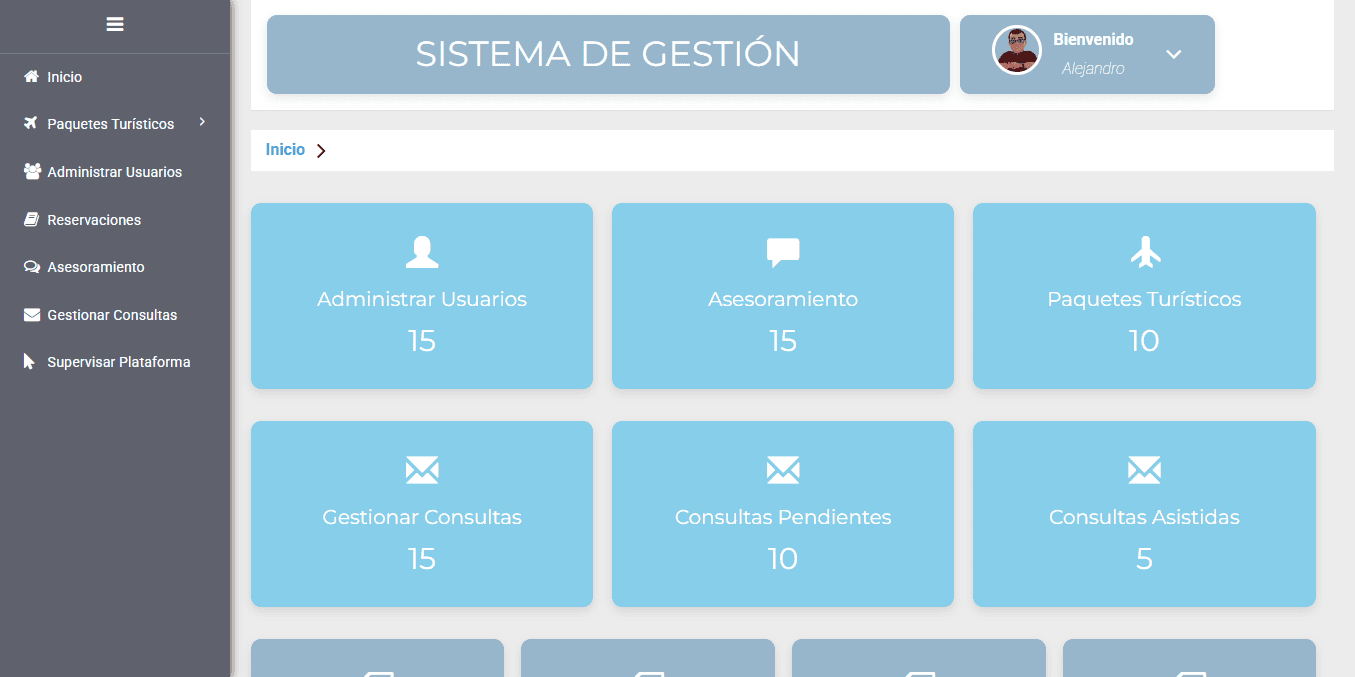 Inicio
Paquetes Turísticos
Administrar Usuarios
Reservaciones
Asesoramiento
Gestionar Consultas
Supervisar Plataforma
SISTEMA DE GESTIÓN
Bienvenido
Alejandro
Inicio
Administrar Usuarios
15
Asesoramiento
15
Paquetes Turísticos
10
Gestionar Consultas
15
Consultas Pendientes
10
Consultas Asistidas
5